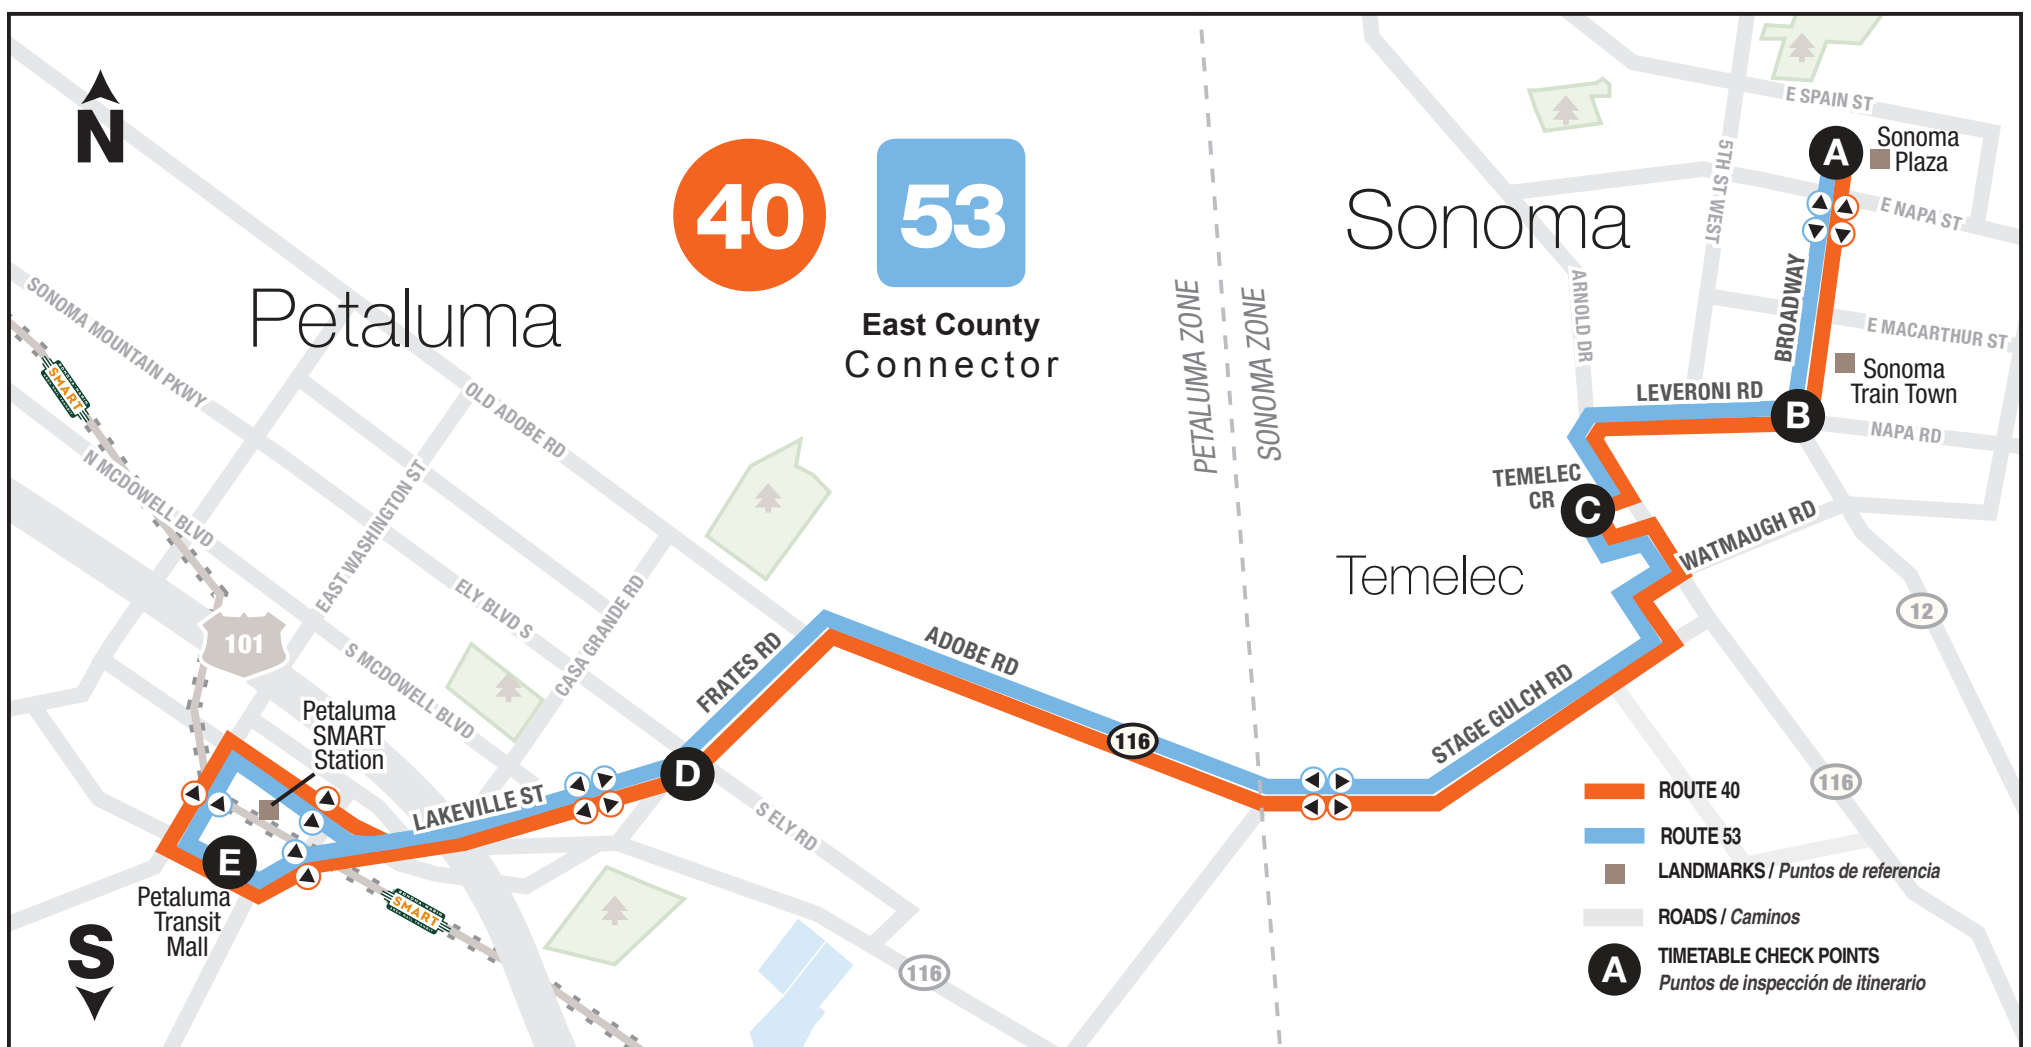 N
40
53
East County
Connector
Petaluma
Sonoma
Temelec
PETALUMA ZONE
SONOMA ZONE
E SPAIN ST
A
Sonoma
Plaza
5TH ST WEST
E NAPA ST
ARNOLD DR
BROADWAY
E MACARTHUR ST
Sonoma
Train Town
LEVERONI RD
B
NAPA RD
TEMELEC
CR
C
WATMAUGH RD
12
116
SONOMA MOUNTAIN PKWY
SMART
OLD ADOBE RD
N MCDOWELL BLVD
EAST WASHINGTON ST
ELY BLVD S
CASA GRANDE RD
101
S MCDOWELL BLVD
FRATES RD
ADOBE RD
116
STAGE GULCH RD
Petaluma
SMART
Station
D
LAKEVILLE ST
S ELY RD
E
Petaluma
Transit
Mall
SMART
116
S
ROUTE 40
ROUTE 53
LANDMARKS / Puntos de referencia
ROADS / Caminos
A
TIMETABLE CHECK POINTS
Puntos de inspección de itinerario